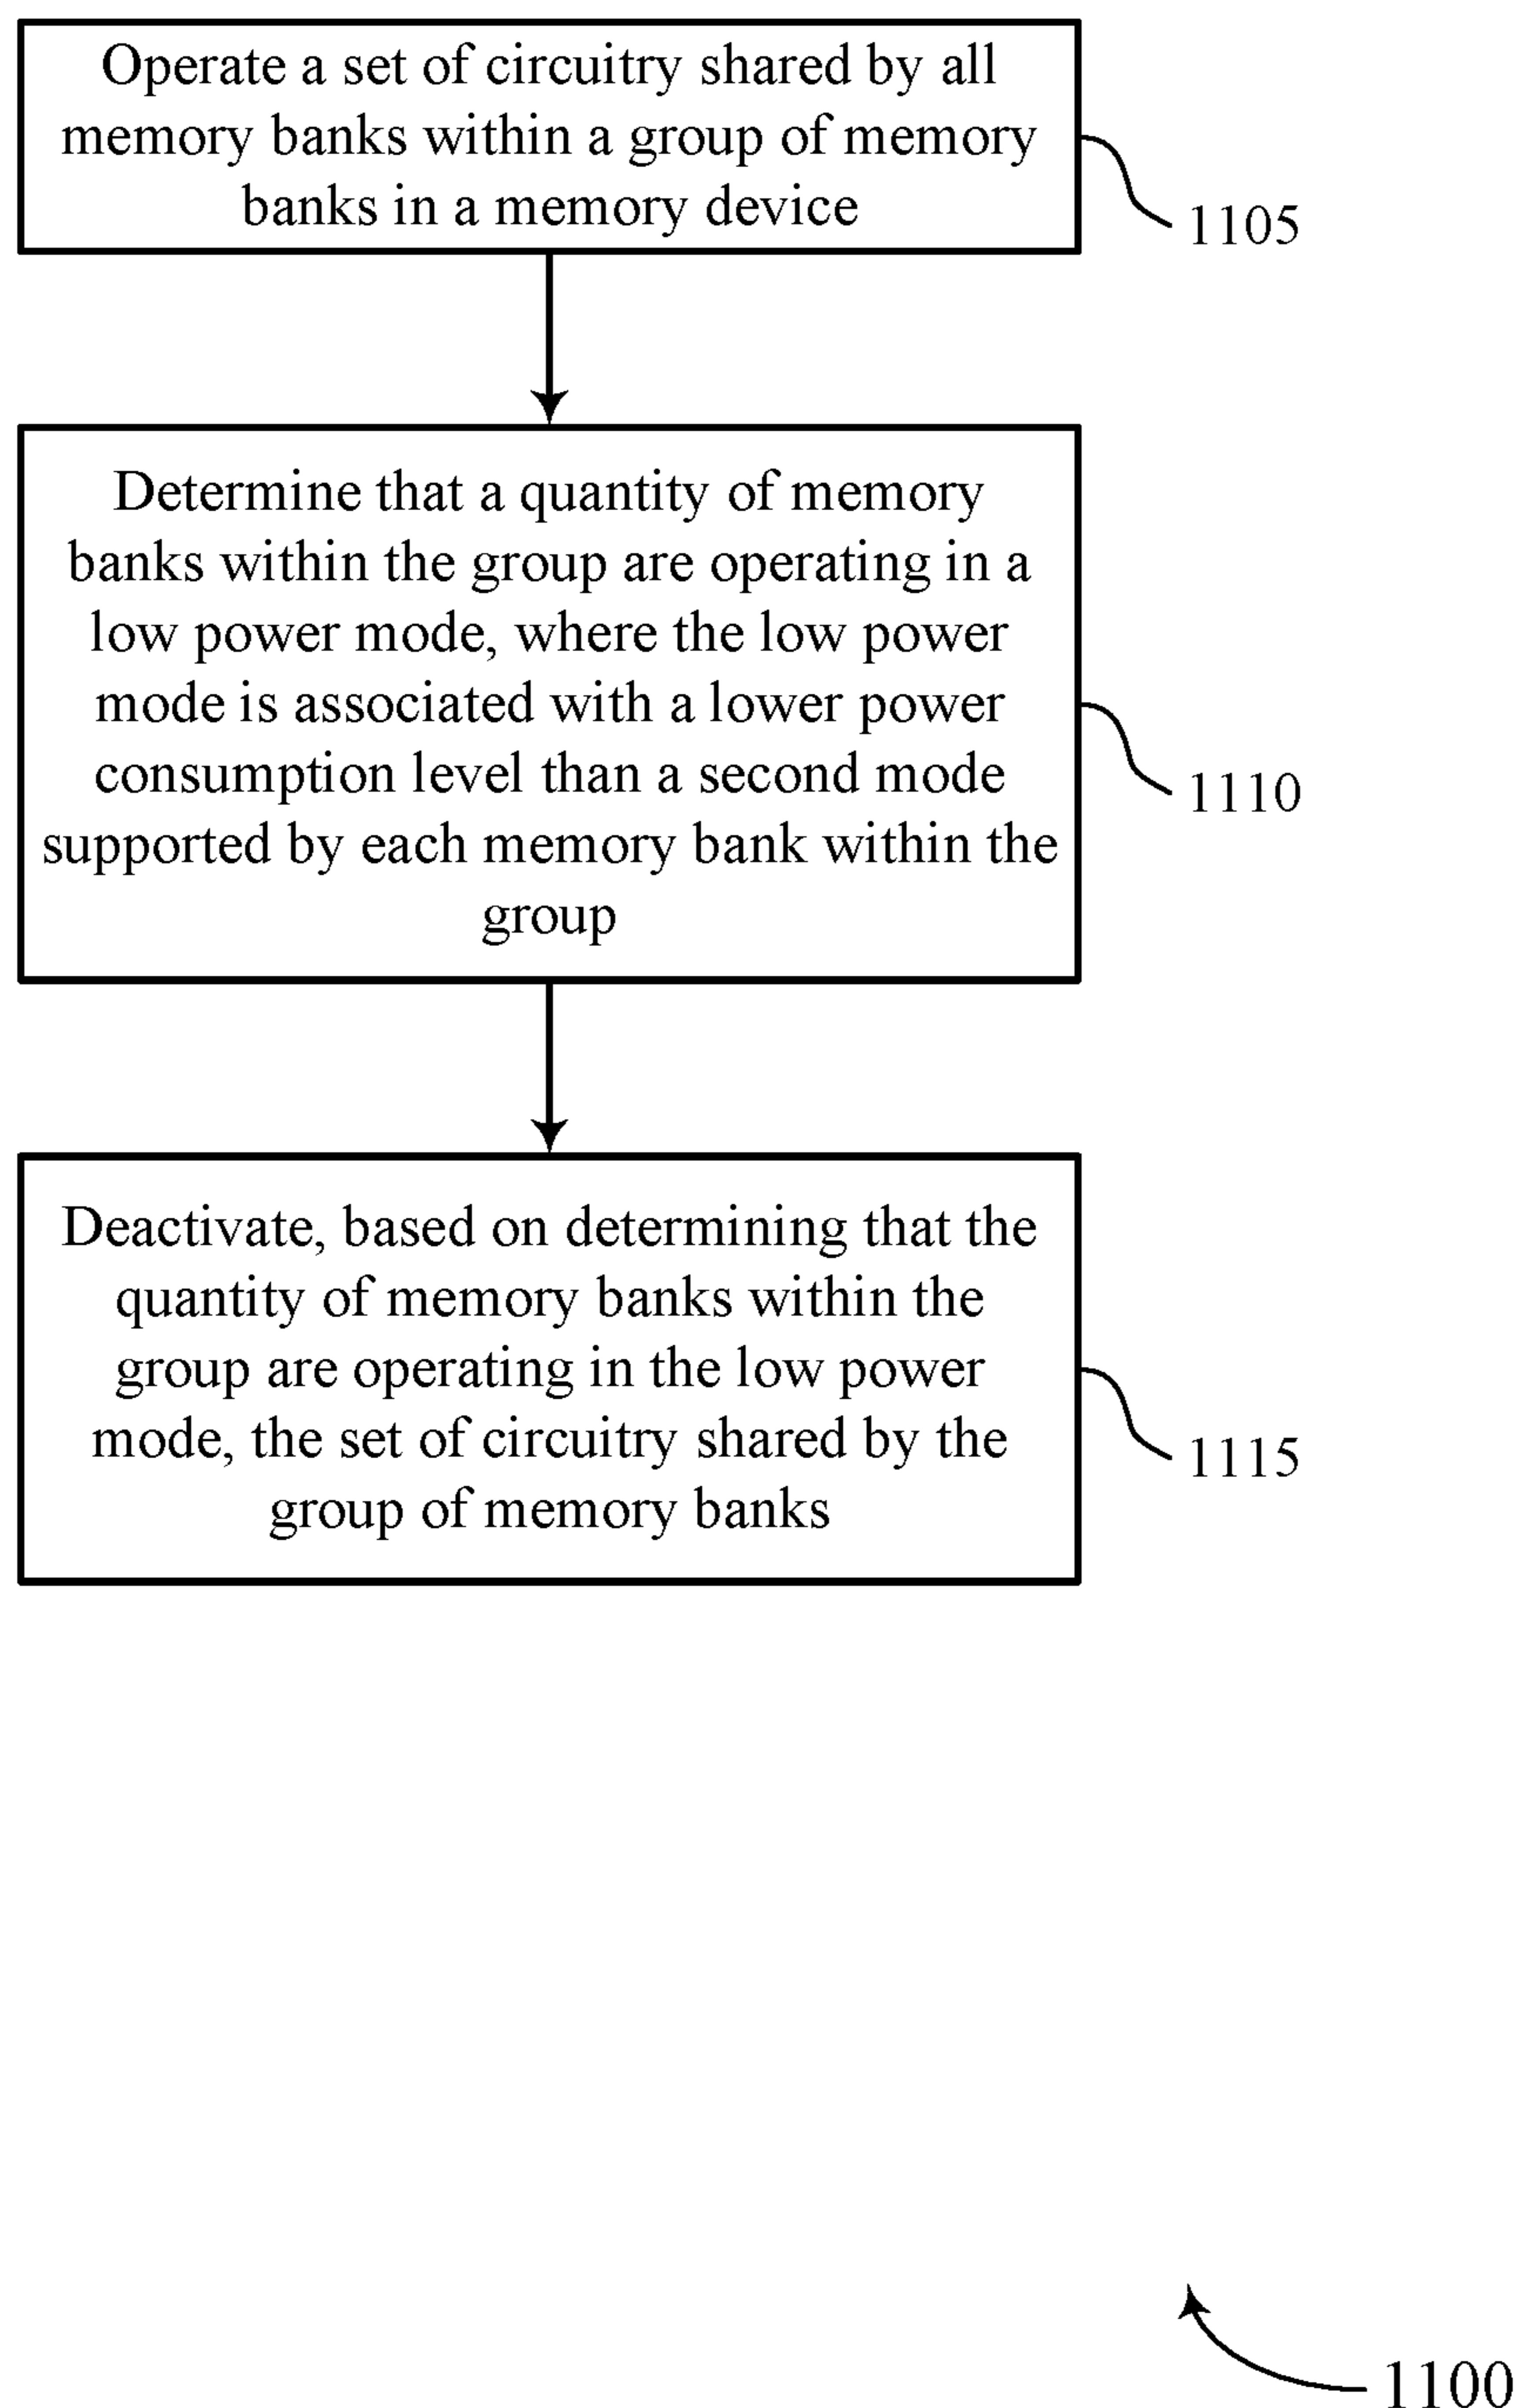 Operate a set of circuitry shared by all
memory banks within a group of memory
banks in a memory device
1105
Determine that a quantity of memory
banks within the group are operating in a
low power mode, where the low power
mode is associated with a lower power
consumption level than a second mode
supported by each memory bank within the
group
1110
Deactivate, based on determining that the
quantity of memory banks within the
group are operating in the low power
mode, the set of circuitry shared by the
group of memory banks
1115
1100